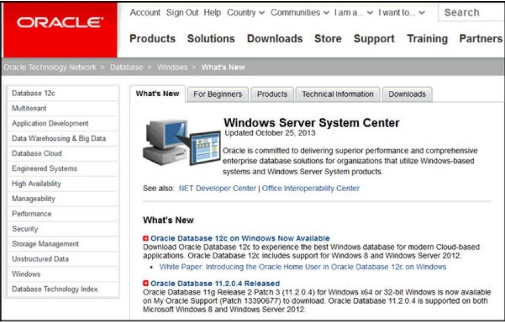 ORACLE
Account Sign Out Help Country Communities I am a... I want to... Search
Products Solutions Downloads Store Support Training Partners
Oracle Technology Network > Database > Windows > What's New
Database 12c
Multitenant
Application Development
Data Warehousing & Big Data
Database Cloud
Engineered Systems
High Availability
Manageability
Performance
Security
Storage Management
Unstructured Data
Windows
Database Technology Index
What's New For Beginners Products Technical Information Downloads
Windows Server System Center
Updated October 25, 2013
Oracle is committed to delivering superior performance and comprehensive
enterprise database solutions for organizations that utilize Windows-based
systems and Windows Server System products.
See also: .NET Developer Center | Office Interoperability Center
What's New
Oracle Database 12c on Windows Now Available
Download Oracle Database 12c to experience the best Windows database for modern Cloud-based
applications. Oracle Database 12c includes support for Windows 8 and Windows Server 2012.
• White Paper: Introducing the Oracle Home User in Oracle Database 12c on Windows
Oracle Database 11.2.0.4 Released
Oracle Database 11g Release 2 Patch 3 (11.2.0.4) for Windows x64 or 32-bit Windows is now available
on My Oracle Support (Patch 13390677) to download. Oracle Database 11.2.0.4 is supported on both
Microsoft Windows 8 and Windows Server 2012.